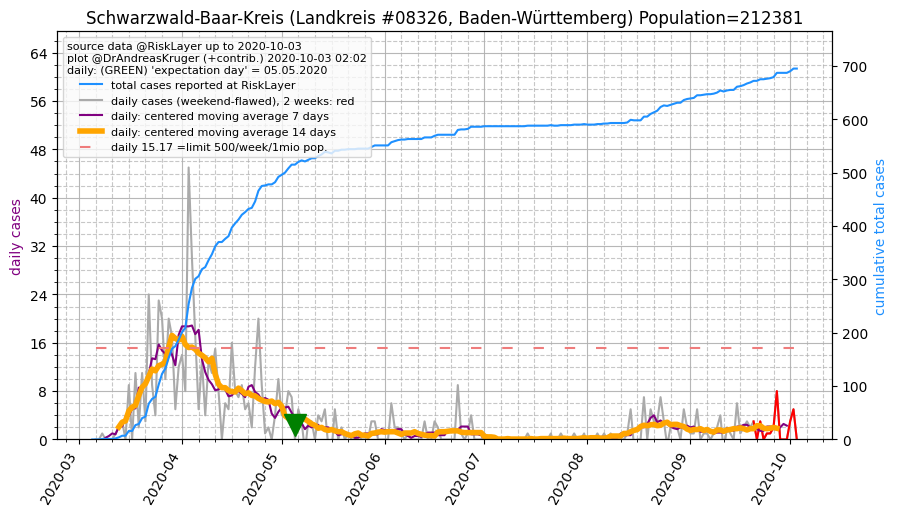 Schwarzwald-Baar-Kreis (Landkreis #08326, Baden-Württemberg) Population=212381
source data @RiskLayer up to 2020-10-03
plot @DrAndreasKruger (+contrib.) 2020-10-03 02:02
daily: (GREEN) 'expectation day' = 05.05.2020
total cases reported at RiskLayer
daily cases (weekend-flawed), 2 weeks: red
daily: centered moving average 7 days
daily: centered moving average 14 days
daily 15.17 =limit 500/week/1mio pop.
daily cases
64
56
48
40
32
24
16
8
0
cumulative total cases
700
600
500
400
300
200
100
0
2020-03
2020-04
2020-05
2020-06
2020-07
2020-08
2020-09
2020-10